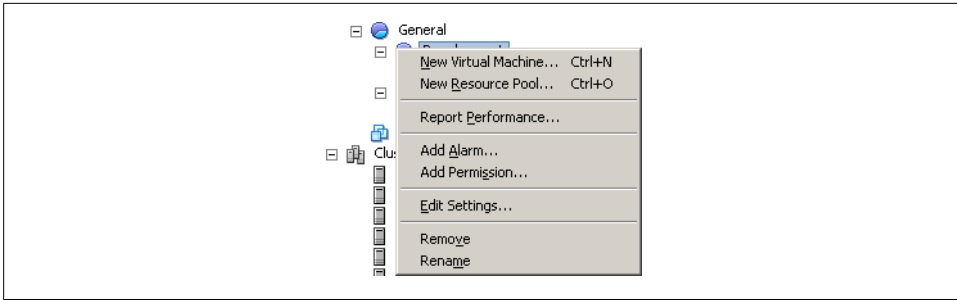 General
New Virtual Machine... Ctrl+N
New Resource Pool... Ctrl+O
Report Performance...
Add Alarm...
Clu
Add Permission...
Edit Settings...
Remove
Rename